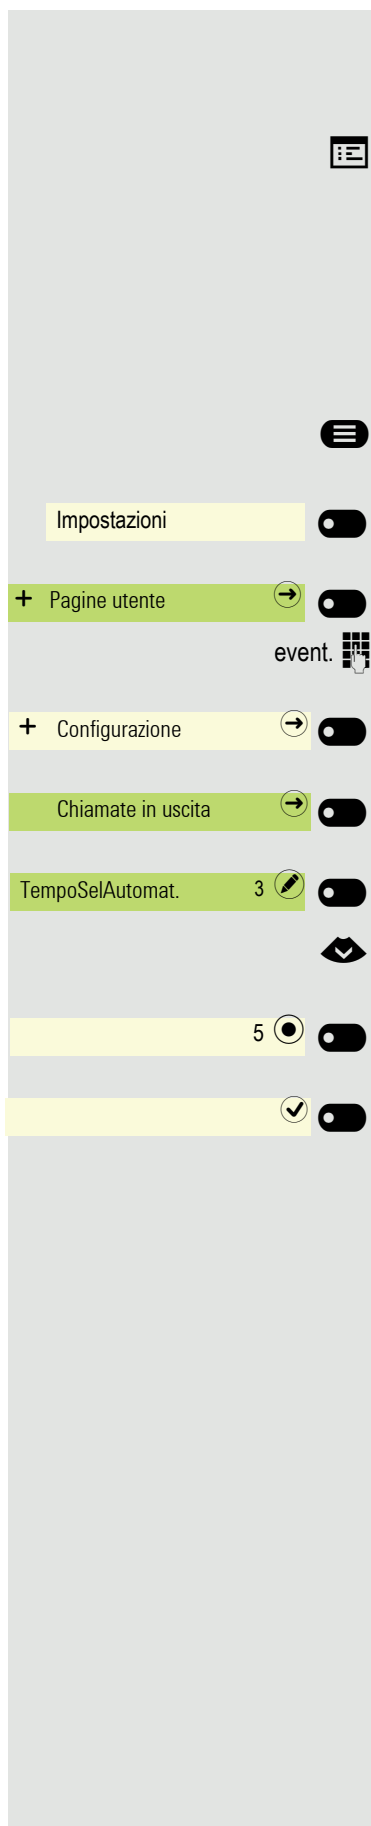 Impostazioni
+ Pagine utente
event.
+ Configurazione
Chiamate in uscita
TempoSelAutomat. 3
5